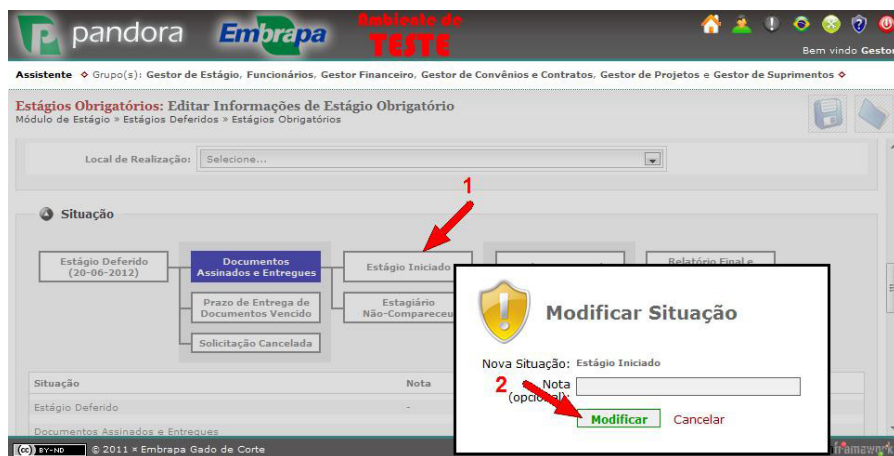 pandora
Embrapa
Ambiente de
TESTE
Bem vindo Gestor
Assistente ❖ Grupo(s): Gestor de Estágio, Funcionários, Gestor Financeiro, Gestor de Convênios e Contratos, Gestor de Projetos e Gestor de Suprimentos ❖
Estágios Obrigatórios: Editar Informações de Estágio Obrigatório
Módulo de Estágio » Estágios Deferidos » Estágios Obrigatórios
Local de Realização: Selecione...
1
Situação
Estágio Deferido
(20-06-2012)
Documentos
Assinados e Entregues
Estágio Iniciado
Relatório Final e
Prazo de Entrega de
Documentos Vencido
Estagiário
Não-Compareceu
Solicitação Cancelada
Modificar Situação
Nova Situação: Estágio Iniciado
2
Nota
(opcional):
Modificar Cancelar
Situação Nota
Estágio Deferido -
Documentos Assinados e Entregues
(cc) BY-ND © 2011 × Embrapa Gado de Corte
framework